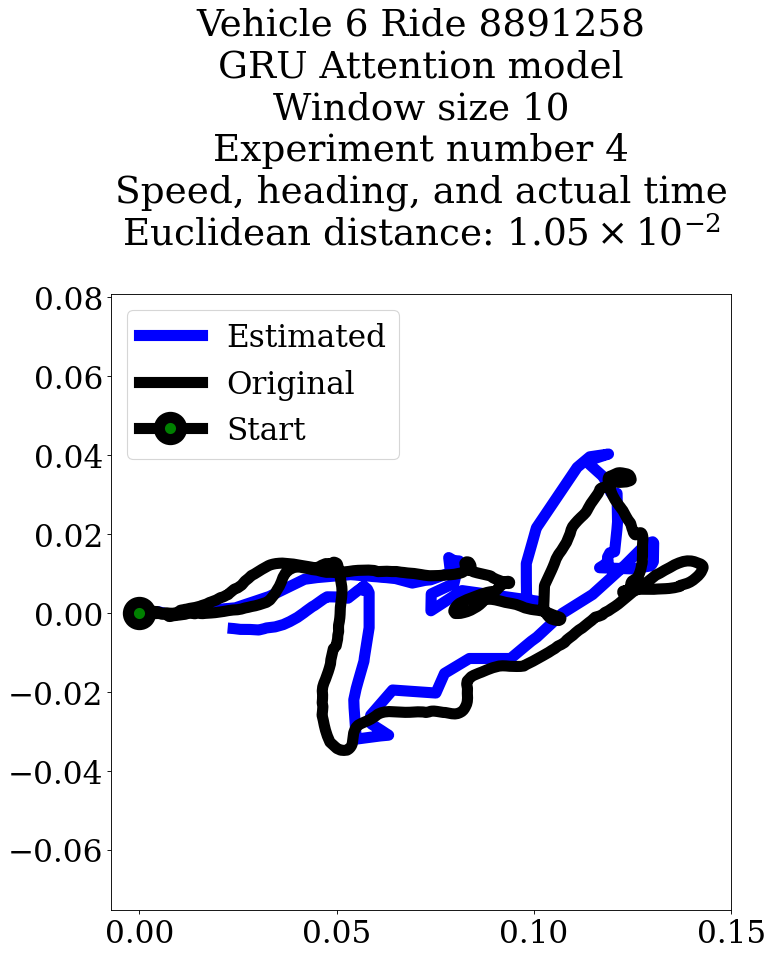 Vehicle 6 Ride 8891258
GRU Attention model
Window size 10
Experiment number 4
Speed, heading, and actual time
Euclidean distance: 1.05 × 10⁻²
Estimated
Original
Start
0.08
0.06
0.04
0.02
0.00
−0.02
−0.04
−0.06
0.00 0.05 0.10 0.15